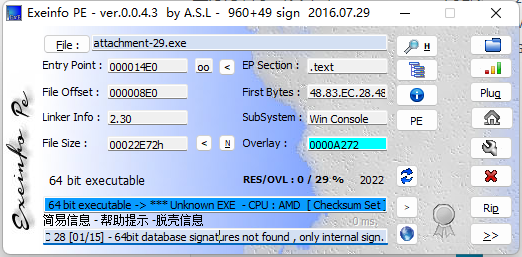 Exeinfo PE - ver.0.0.4.3 by A.S.L - 960+49 sign 2016.07.29
File : attachment-29.exe H
Entry Point : 000014E0 oo < EP Section : .text
File Offset : 000008E0 First Bytes : 48.83.EC.28.48 Plug
Linker Info : 2.30 SubSystem : Win Console PE
File Size : 00022E72h < N Overlay : 0000A272
64 bit executable RES/OVL : 0 / 29 % 2022
64 bit executable -> *** Unknown EXE - CPU : AMD [ Checksum Set ] > Rip
简易信息 - 帮助提示 - 脱壳信息 0 ms.
C 28 [01/15] - 64bit database signatures not found , only internal sign. >>
Exeinfo Pe